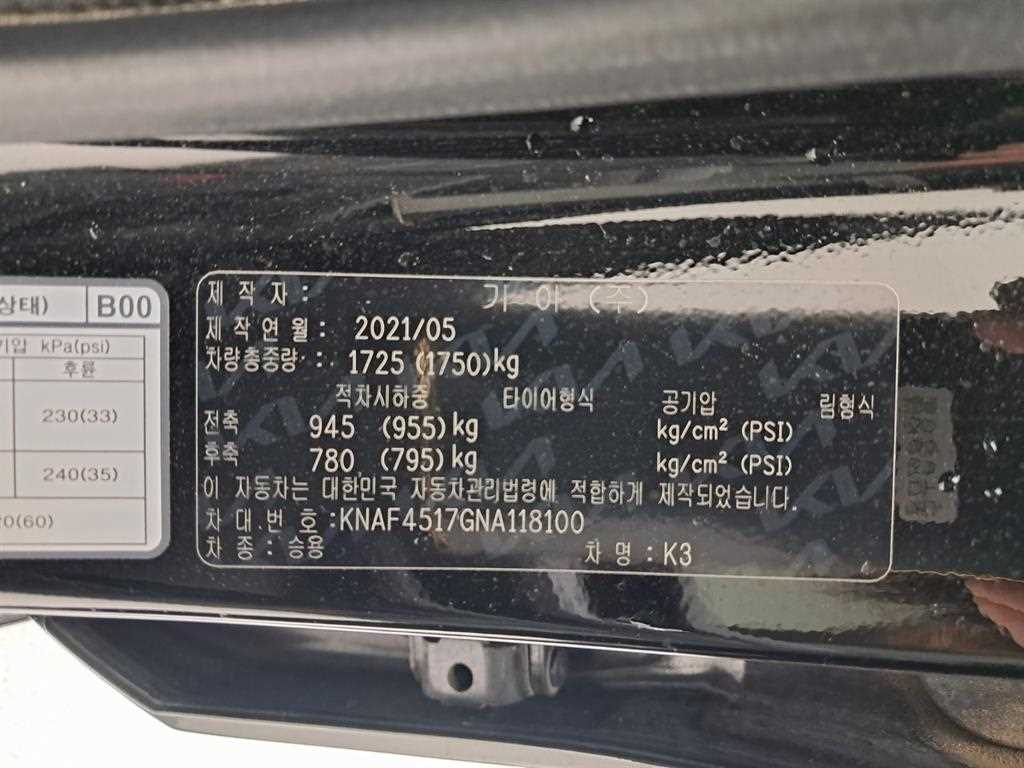 상태) B00
기압 kPa(psi)
후륜
230(33)
240(35)
0(60)
제 작 자 : 기아 (주)
제 작 연 월 : 2021/05
차량총중량 : 1725 (1750)kg
적차시하중 타이어형식 공기압 림형식
전축 945 (955)kg kg/cm² (PSI)
후축 780 (795)kg kg/cm² (PSI)
이 자동차는 대한민국 자동차관리법령에 적합하게 제작되었습니다.
차 대 번 호 :KNAF4517GNA118100
차 종 : 승용 차 명 : K3